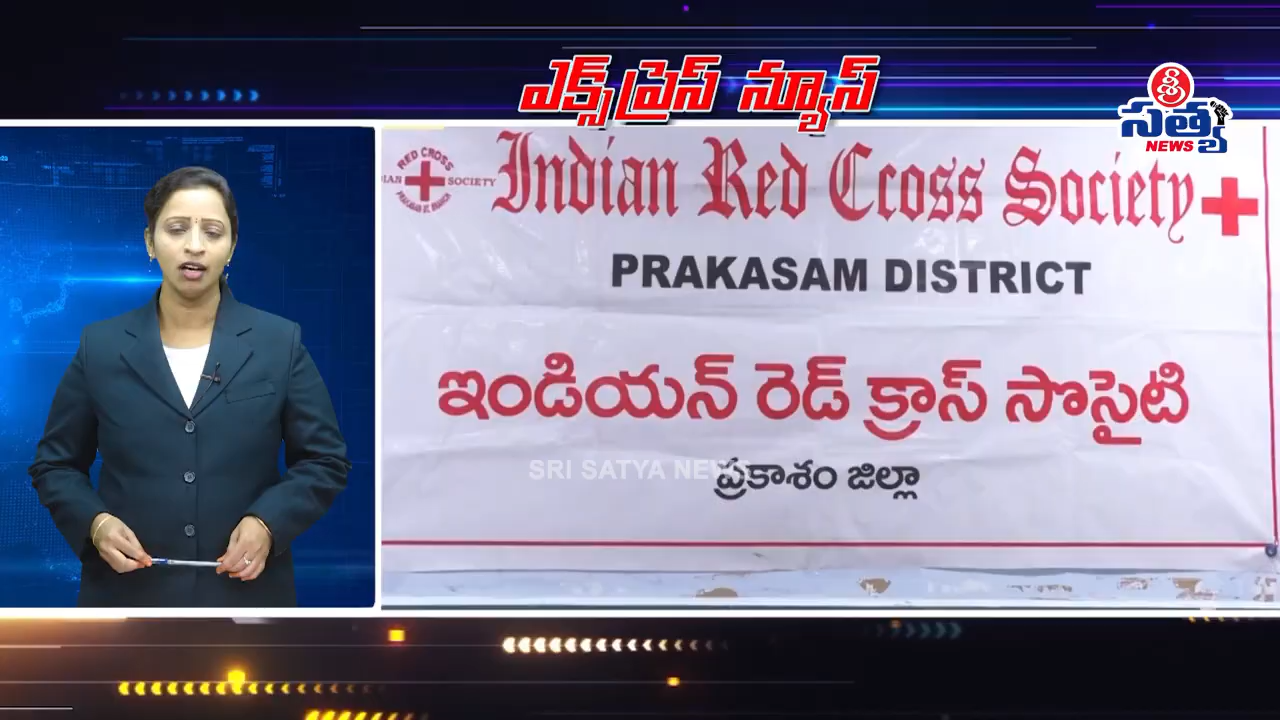 ఎక్స్‌ప్రెస్ న్యూస్
శ్రీ
సత్య
NEWS
RED CROSS
SOCIETY
Indian Red Ccoss Society
PRAKASAM DISTRICT
ఇండియన్ రెడ్ క్రాస్ సొసైటి
SRI SATYA NEWS
ప్రకాశం జిల్లా